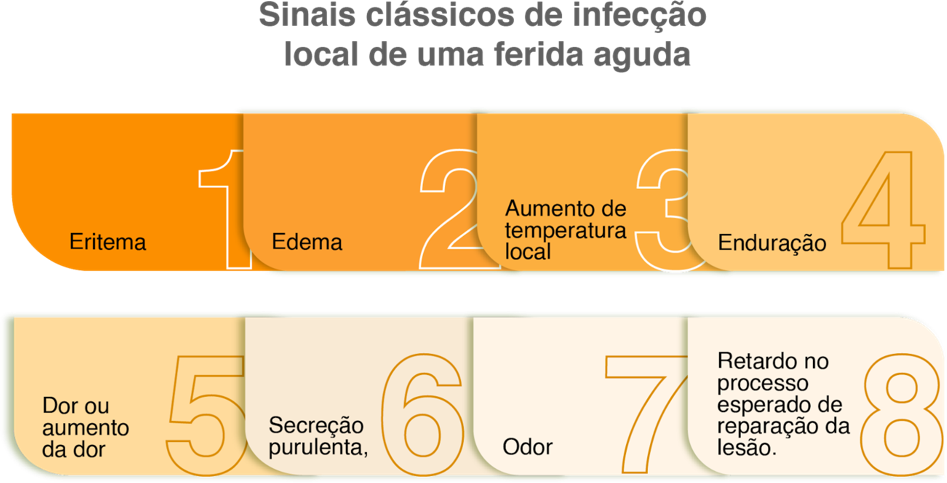 Sinais clássicos de infecção
local de uma ferida aguda
1
Eritema
2
Edema
3
Aumento de
temperatura
local
4
Enduração
5
Dor ou
aumento
da dor
6
Secreção
purulenta,
7
Odor
8
Retardo no
processo
esperado de
reparação da
lesão.